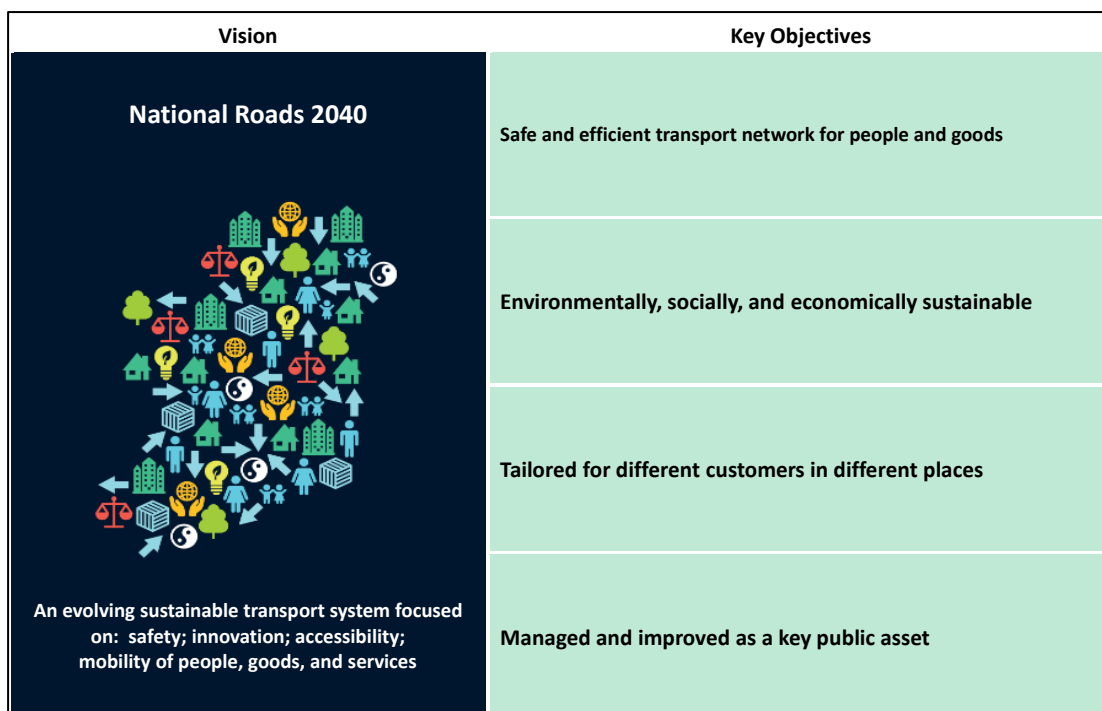 Vision
Key Objectives
National Roads 2040
An evolving sustainable transport system focused
on: safety; innovation; accessibility;
mobility of people, goods, and services
Safe and efficient transport network for people and goods
Environmentally, socially, and economically sustainable
Tailored for different customers in different places
Managed and improved as a key public asset